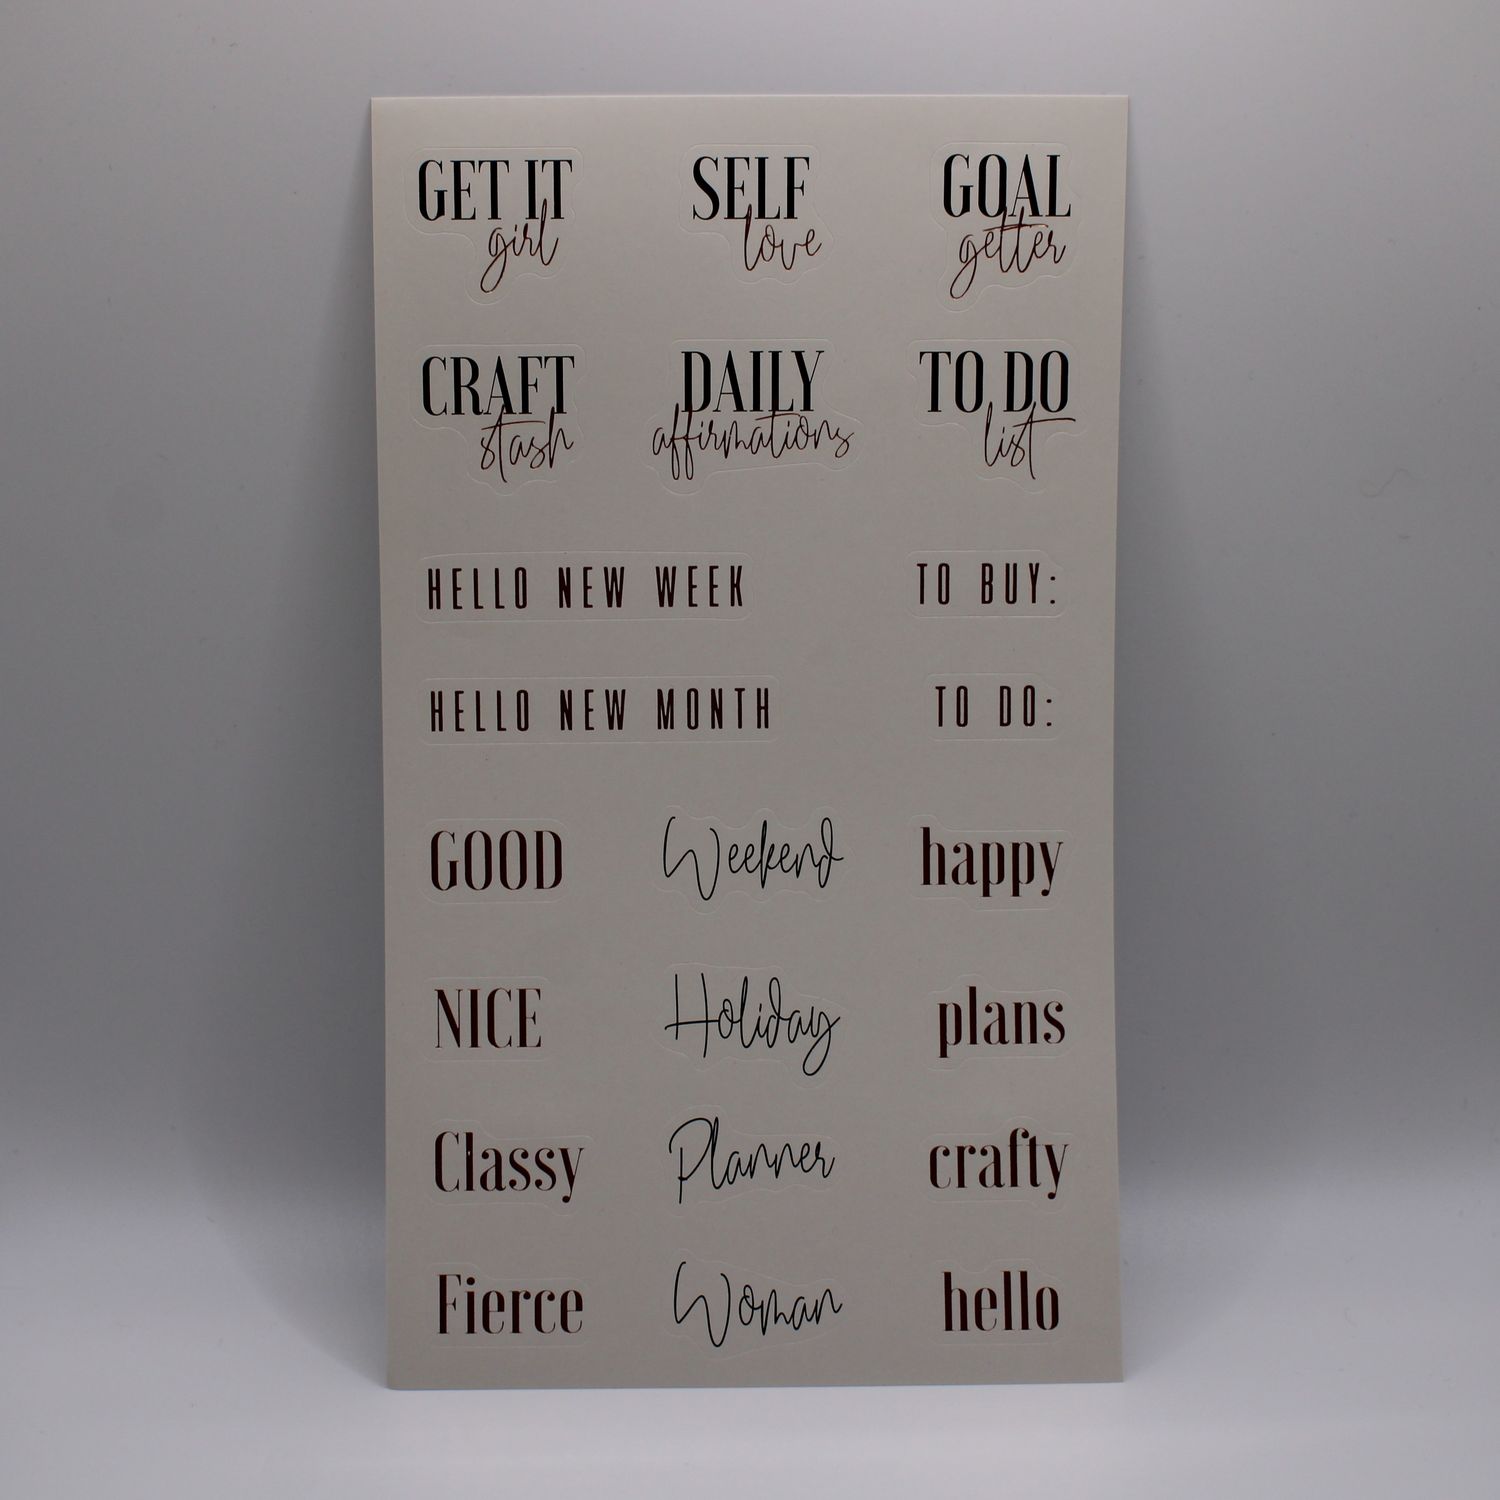 GET IT SELF GOAL
girl love getter
CRAFT DAILY TO DO
stash affirmations list
HELLO NEW WEEK TO BUY:
HELLO NEW MONTH TO DO:
GOOD Weekend happy
NICE Holiday plans
Classy Planner crafty
Fierce Woman hello